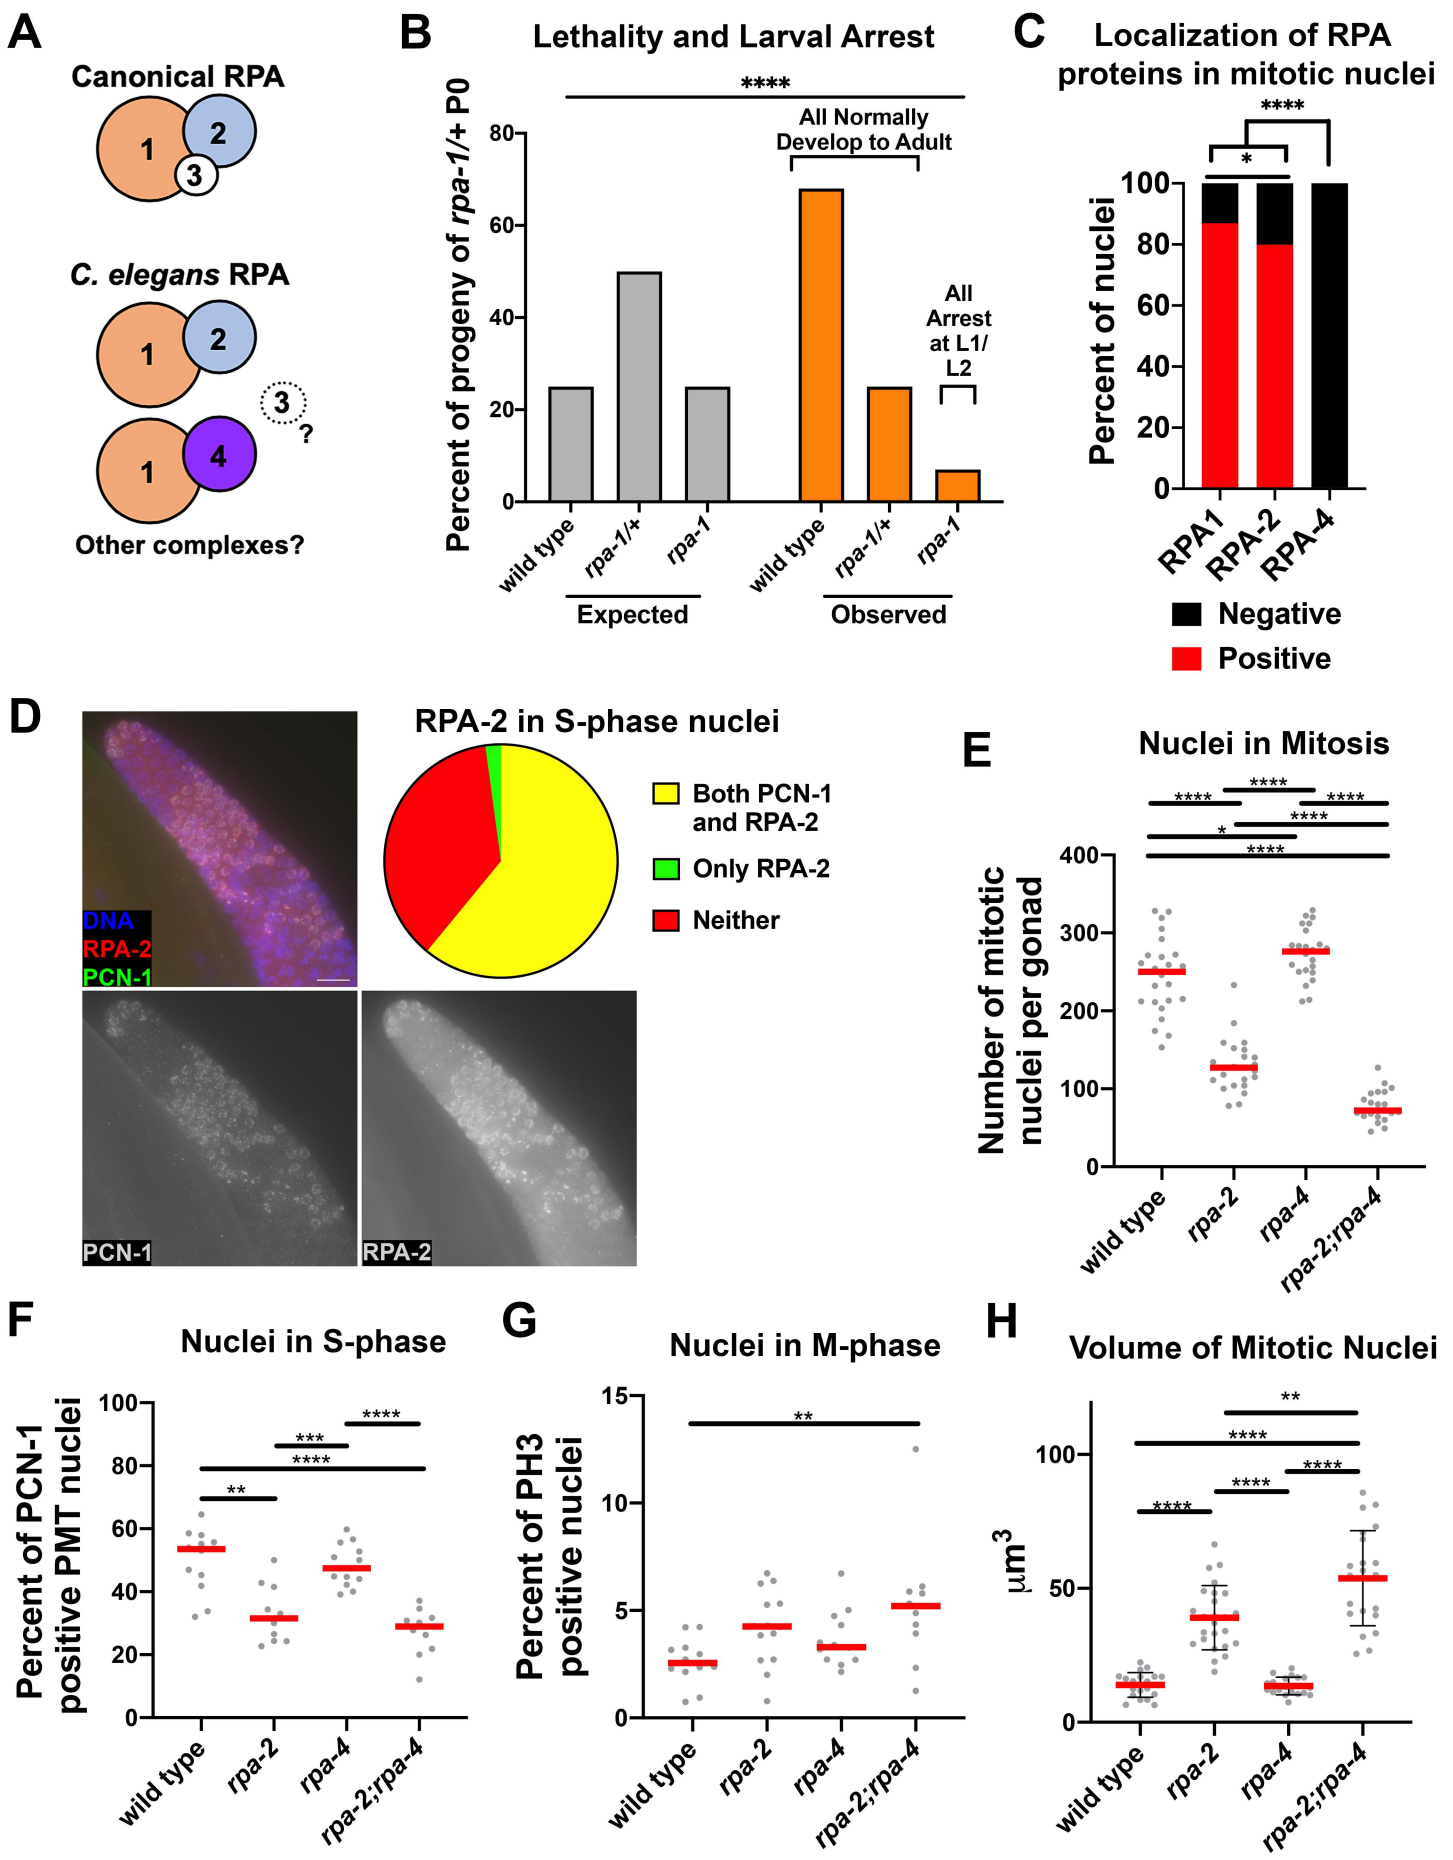 A
Canonical RPA
1
2
3
C. elegans RPA
1
2
3
?
1
4
Other complexes?
B
Lethality and Larval Arrest
****
All Normally
Develop to Adult
All
Arrest
at L1/
L2
Percent of progeny of rpa-1/+ P0
80
60
40
20
0
wild type
rpa-1/+
rpa-1
wild type
rpa-1/+
rpa-1
Expected
Observed
C
Localization of RPA
proteins in mitotic nuclei
****
*
Percent of nuclei
100
80
60
40
20
0
RPA1
RPA-2
RPA-4
Negative
Positive
D
DNA
RPA-2
PCN-1
RPA-2 in S-phase nuclei
Both PCN-1
and RPA-2
Only RPA-2
Neither
PCN-1
RPA-2
E
Nuclei in Mitosis
****
**** ****
****
*
****
Number of mitotic
nuclei per gonad
400
300
200
100
0
wild type
rpa-2
rpa-4
rpa-2;rpa-4
F
Nuclei in S-phase
****
***
****
**
Percent of PCN-1
positive PMT nuclei
100
80
60
40
20
0
wild type
rpa-2
rpa-4
rpa-2;rpa-4
G
Nuclei in M-phase
**
Percent of PH3
positive nuclei
15
10
5
0
wild type
rpa-2
rpa-4
rpa-2;rpa-4
H
Volume of Mitotic Nuclei
**
****
****
****
****
μm³
100
50
0
wild type
rpa-2
rpa-4
rpa-2;rpa-4